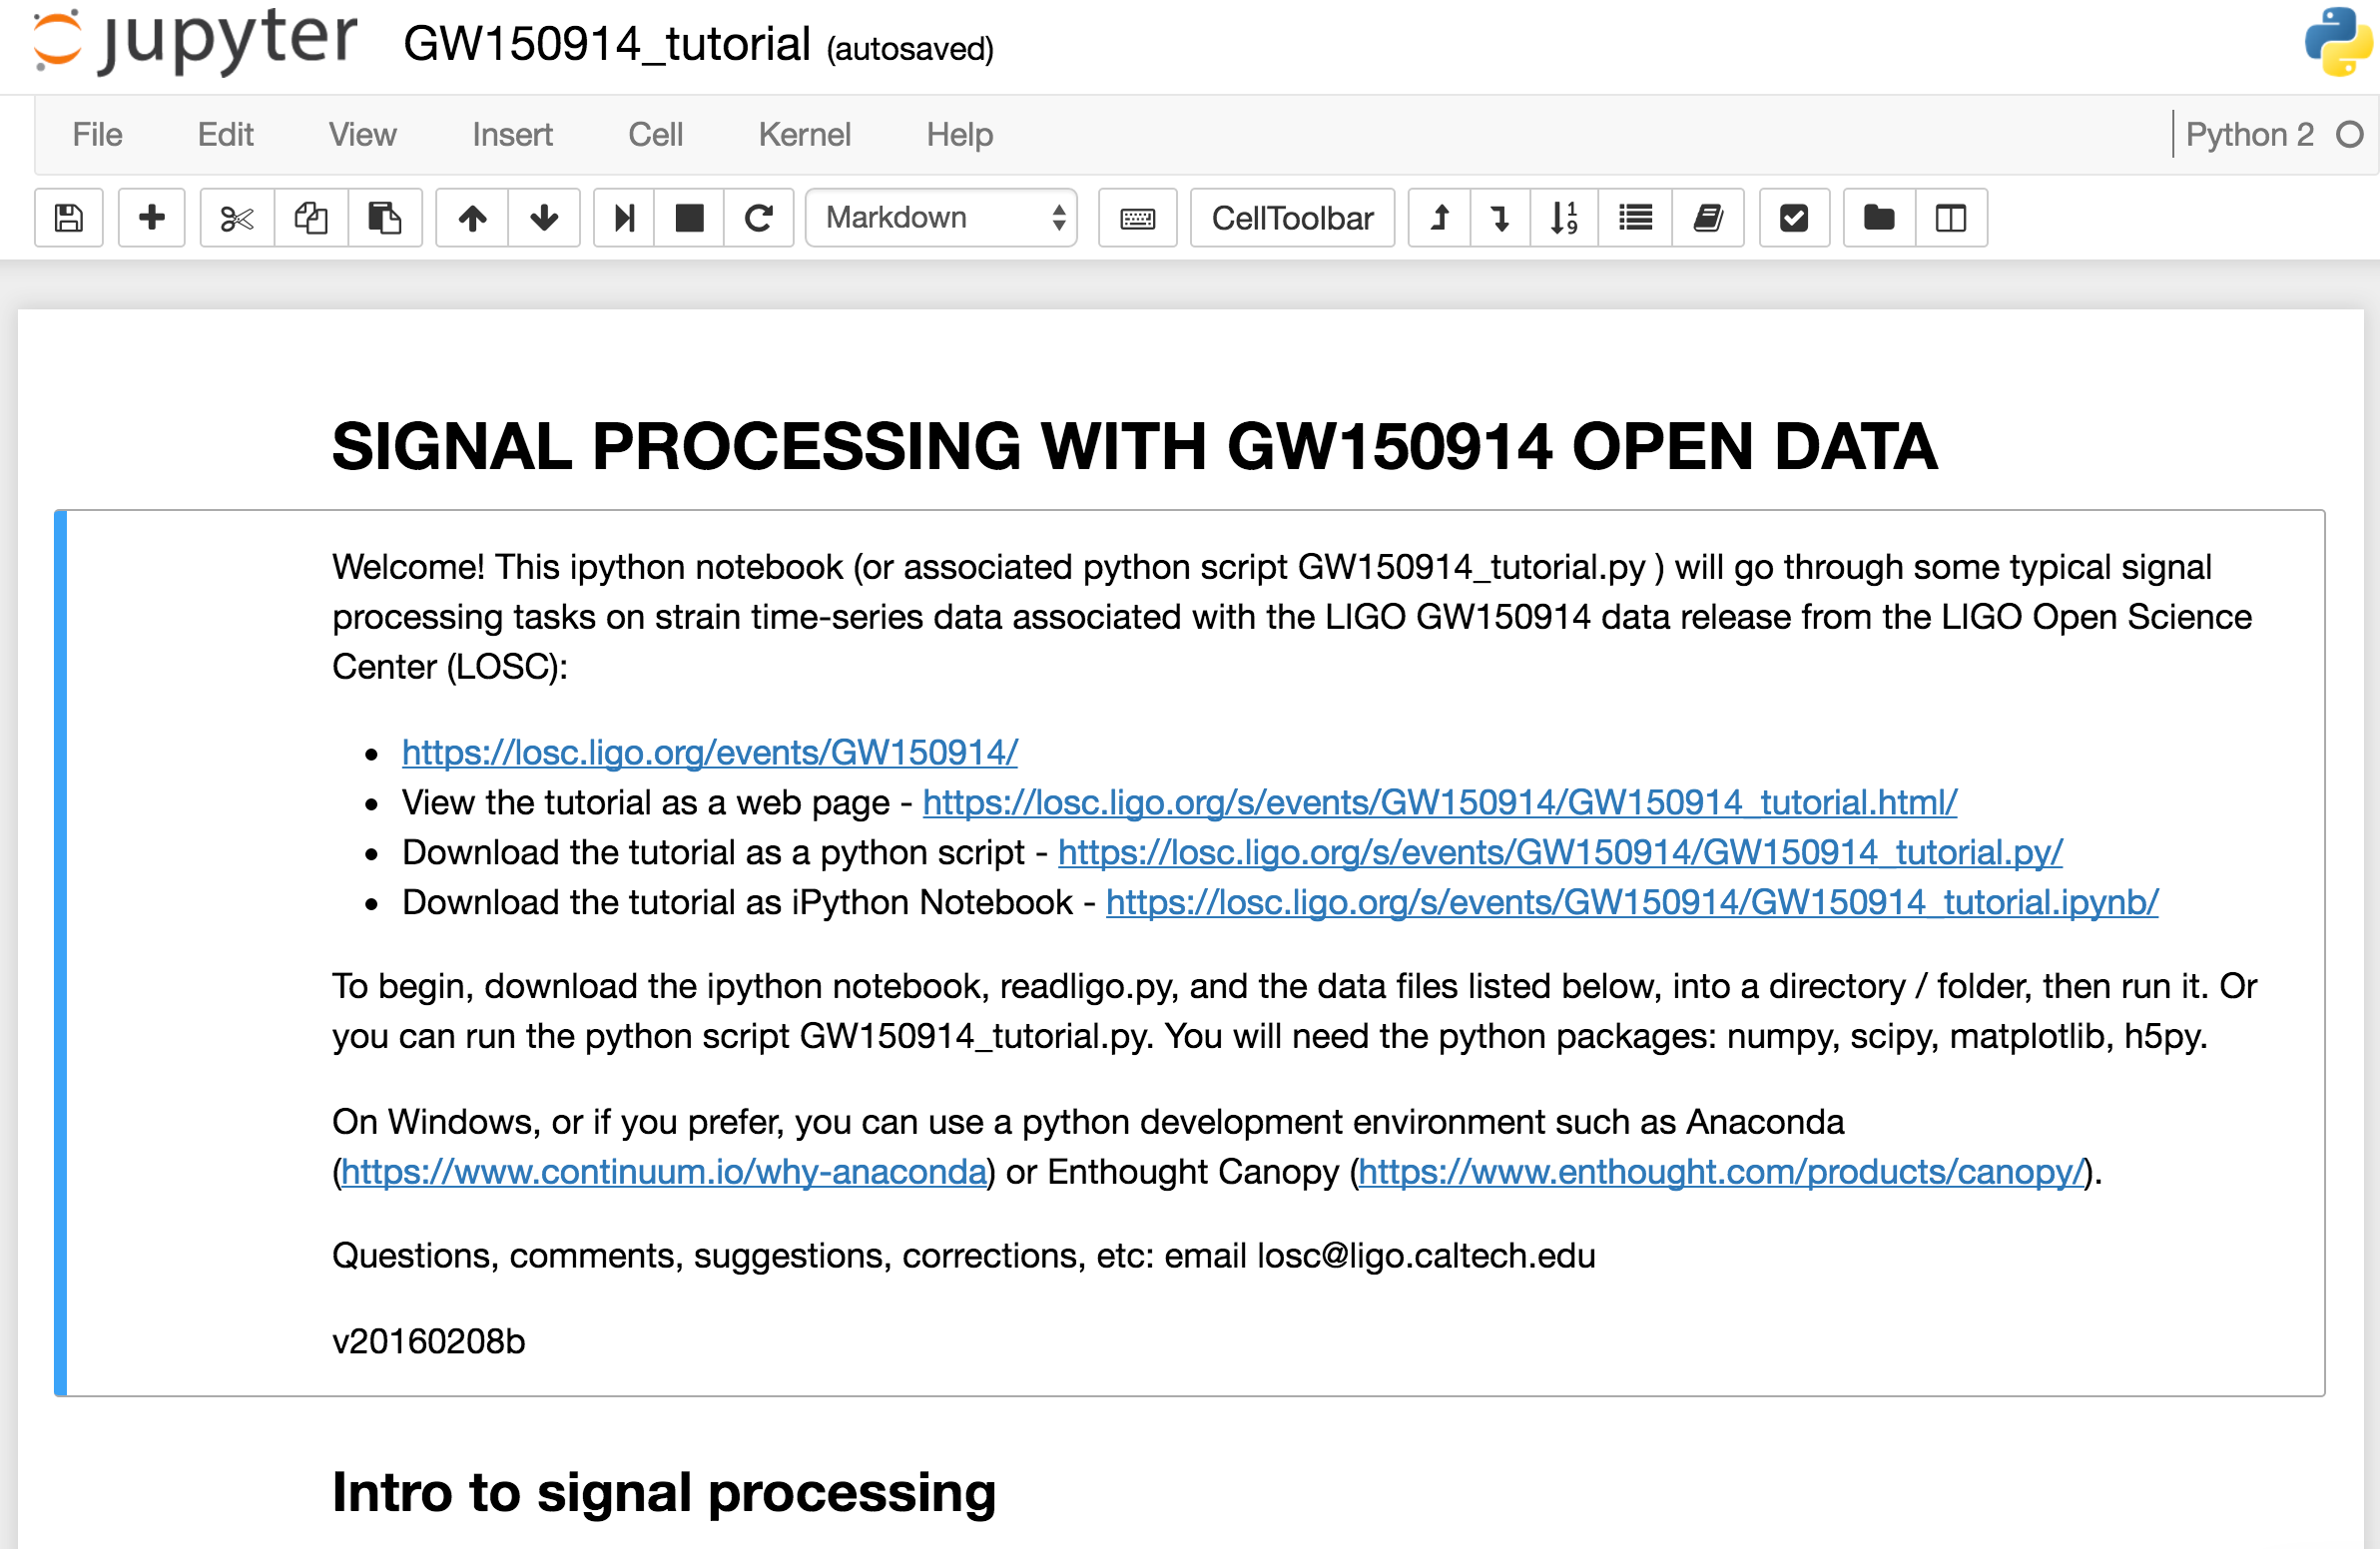 jupyter GW150914_tutorial (autosaved)
File Edit View Insert Cell Kernel Help Python 2
Markdown CellToolbar
SIGNAL PROCESSING WITH GW150914 OPEN DATA
Welcome! This ipython notebook (or associated python script GW150914_tutorial.py ) will go through some typical signal
processing tasks on strain time-series data associated with the LIGO GW150914 data release from the LIGO Open Science
Center (LOSC):
• https://losc.ligo.org/events/GW150914/
• View the tutorial as a web page - https://losc.ligo.org/s/events/GW150914/GW150914_tutorial.html/
• Download the tutorial as a python script - https://losc.ligo.org/s/events/GW150914/GW150914_tutorial.py/
• Download the tutorial as iPython Notebook - https://losc.ligo.org/s/events/GW150914/GW150914_tutorial.ipynb/
To begin, download the ipython notebook, readligo.py, and the data files listed below, into a directory / folder, then run it. Or
you can run the python script GW150914_tutorial.py. You will need the python packages: numpy, scipy, matplotlib, h5py.
On Windows, or if you prefer, you can use a python development environment such as Anaconda
(https://www.continuum.io/why-anaconda) or Enthought Canopy (https://www.enthought.com/products/canopy/).
Questions, comments, suggestions, corrections, etc: email losc@ligo.caltech.edu
v20160208b
Intro to signal processing